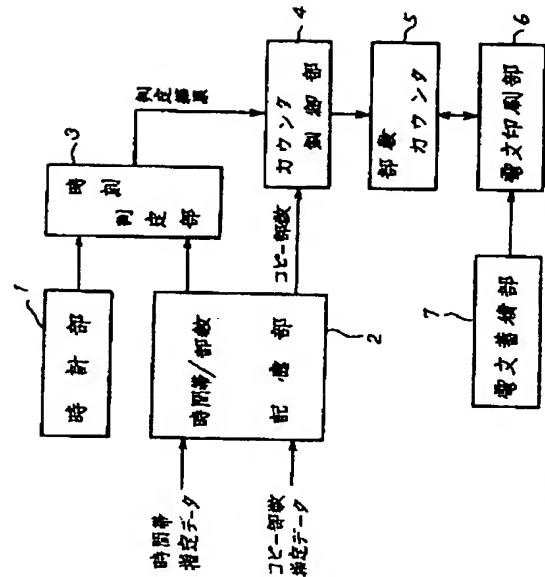 時間帯
指定データ
コピー部数
指定データ
1
時計部
時間帯/部数
記憶部
2
3
時刻
判定部
判定結果
コピー部数
4
カウンタ
制御部
5
部数
カウンタ
6
電文印刷部
7
電文蓄積部